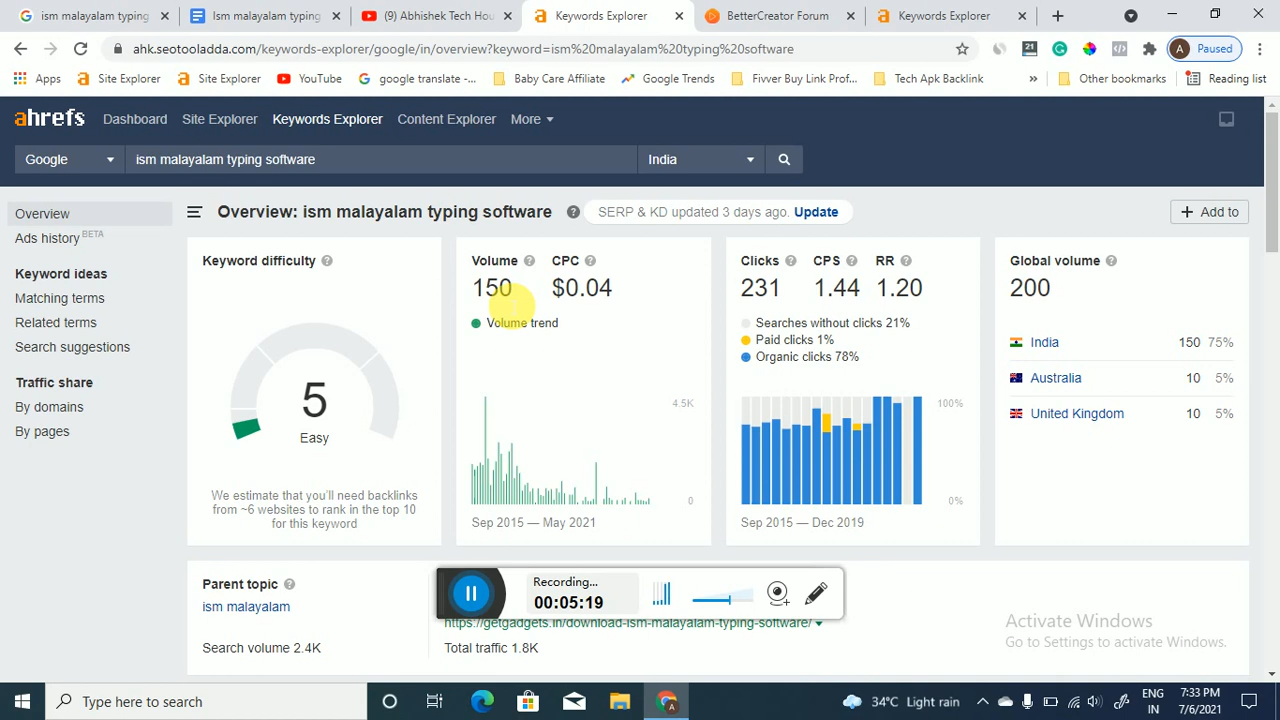 ism malayalam typing
Ism malayalam typing
(9) Abhishek Tech Hou
Keywords Explorer
BetterCreator Forum
Keywords Explorer
ahk.seotooladda.com/keywords-explorer/google/in/overview?keyword=ism%20malayalam%20typing%20software
21
A Paused
Apps
Site Explorer
Site Explorer
YouTube
google translate -...
Baby Care Affiliate
Google Trends
Fivver Buy Link Prof...
Tech Apk Backlink
»
Other bookmarks
Reading list
ahrefs
Dashboard
Site Explorer
Keywords Explorer
Content Explorer
More
Google
ism malayalam typing software
India
Overview
Ads history BETA
Keyword ideas
Matching terms
Related terms
Search suggestions
Traffic share
By domains
By pages
Overview: ism malayalam typing software
SERP & KD updated 3 days ago. Update
+ Add to
Keyword difficulty
5
Easy
We estimate that you'll need backlinks
from ~6 websites to rank in the top 10
for this keyword
Volume CPC
150 $0.04
Volume trend
4.5K
0
Sep 2015 — May 2021
Clicks CPS RR
231 1.44 1.20
Searches without clicks 21%
Paid clicks 1%
Organic clicks 78%
100%
0%
Sep 2015 — Dec 2019
Global volume
200
India 150 75%
Australia 10 5%
United Kingdom 10 5%
Parent topic
ism malayalam
Search volume 2.4K
https://getgadgets.in/download-ism-malayalam-typing-software/
Total traffic 1.8K
Recording...
00:05:19
Activate Windows
Go to Settings to activate Windows.
Type here to search
34°C Light rain
ENG
IN
7:33 PM
7/6/2021